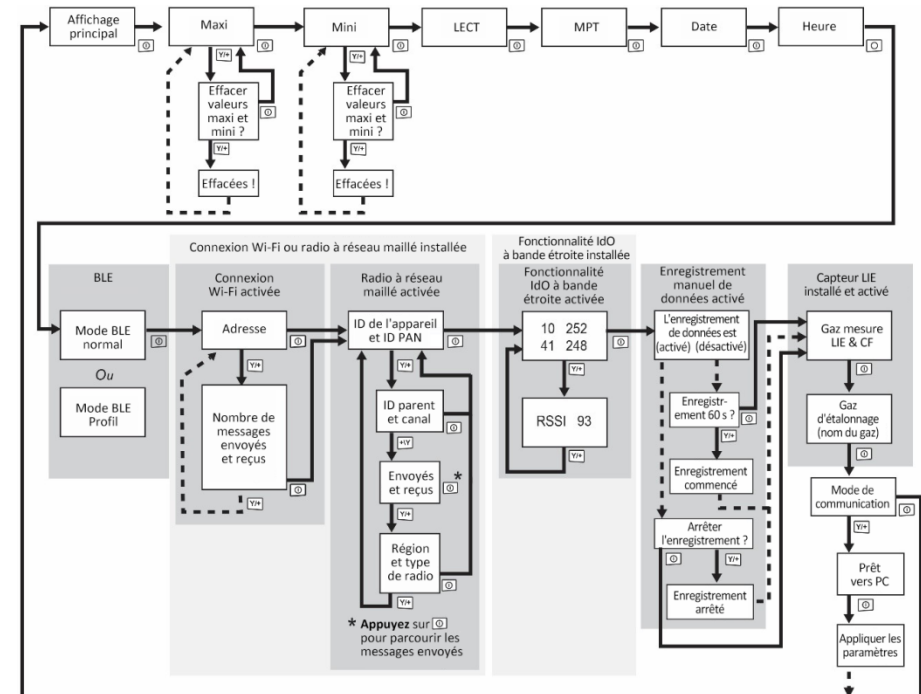 Affichage
principal
Maxi
Mini
LECT
MPT
Date
Heure
Y/+
Y/+
Effacer
valeurs
maxi et
mini ?
Effacer
valeurs
maxi et
mini ?
Y/+
Y/+
Effacées !
Effacées !
Connexion Wi-Fi ou radio à réseau maillé installée
Fonctionnalité IdO
à bande étroite installée
BLE
Connexion
Wi-Fi activée
Radio à réseau
maillé activée
Fonctionnalité
IdO à bande
étroite activée
Enregistrement
manuel de
données activé
Capteur LIE
installé et activé
Mode BLE
normal
Ou
Mode BLE
Profil
Adresse
Y/+
Nombre de
messages
envoyés
et reçus
Y/+
ID de l'appareil
et ID PAN
Y/+
ID parent
et canal
+/Y
Envoyés
et reçus
*
Y/+
Région
et type
de radio
Y/+
* Appuyez sur
pour parcourir les
messages envoyés
10 252
41 248
Y/+
RSSI 93
Y/+
L'enregistrement
de données est
(activé) (désactivé)
Enregistr-
ement 60 s ?
Y/+
Enregistrement
commencé
Arrêter
l'enregistrement ?
Y/+
Enregistrement
arrêté
Gaz mesure
LIE & CF
Gaz
d'étalonnage
(nom du gaz)
Mode de
communication
Y/+
Prêt
vers PC
Appliquer les
paramètres